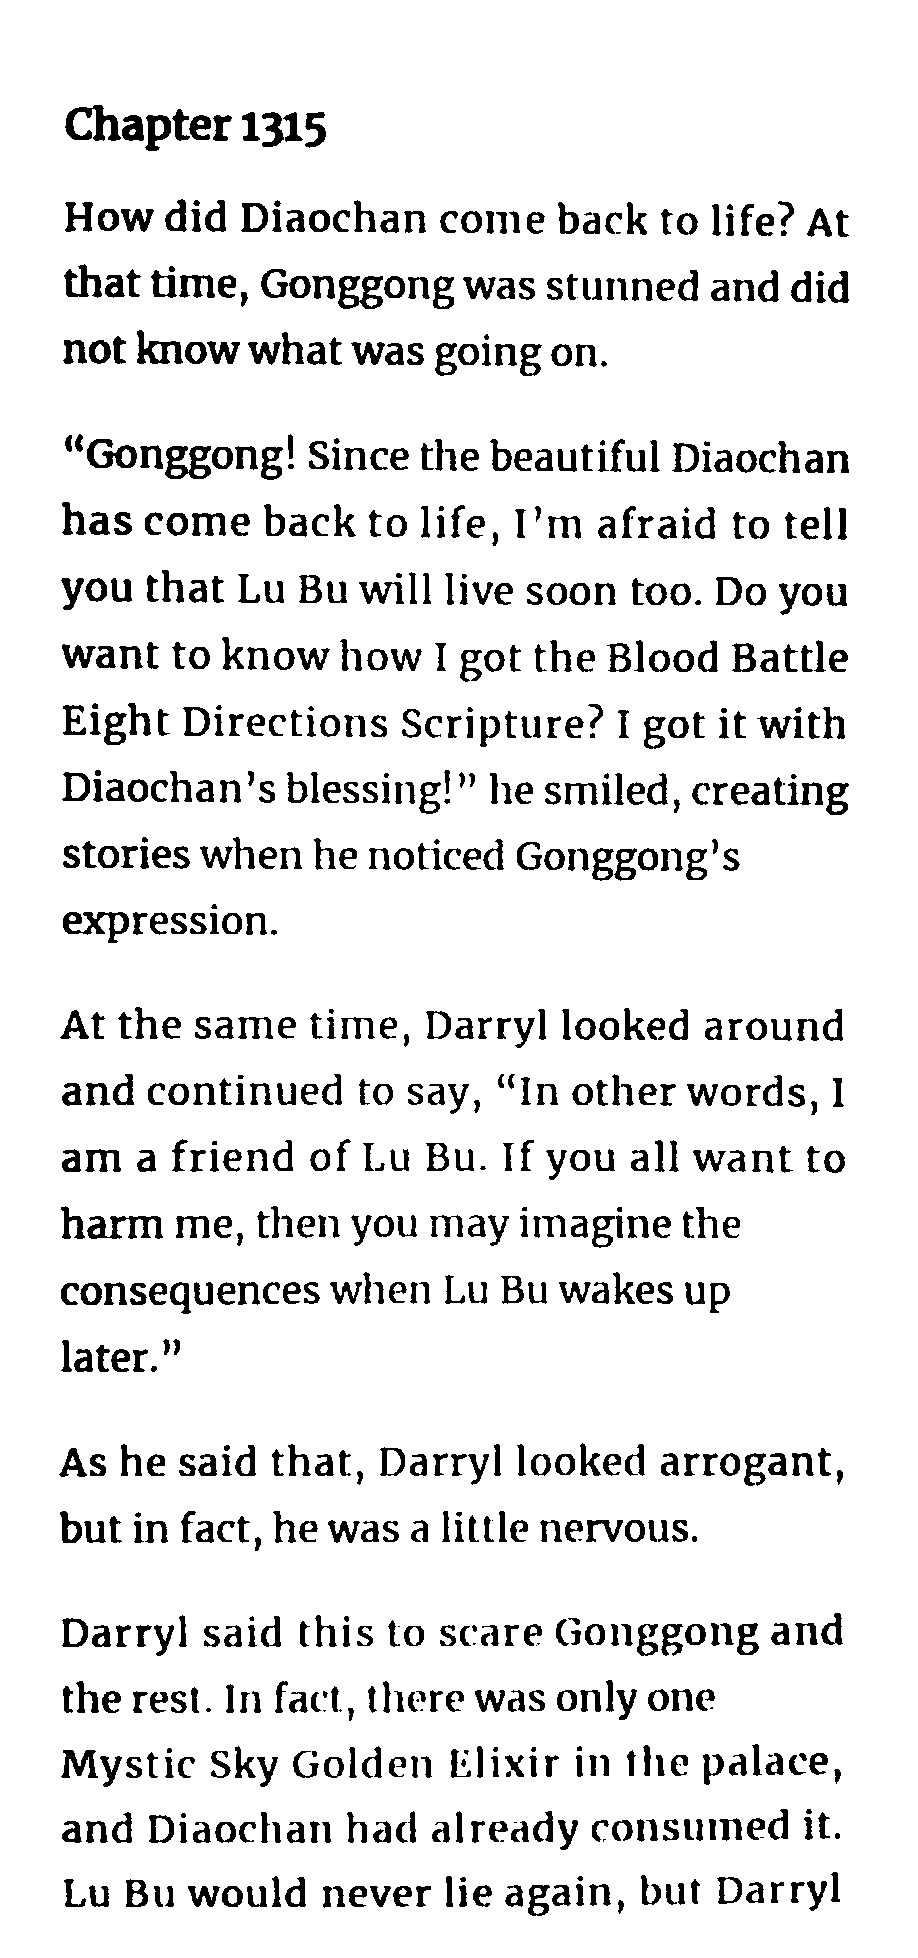 Chapter 1315
How did Diaochan come back to life? At
that time, Gonggong was stunned and did
not know what was going on.
“Gonggong! Since the beautiful Diaochan
has come back to life, I’m afraid to tell
you that Lu Bu will live soon too. Do you
want to know how I got the Blood Battle
Eight Directions Scripture? I got it with
Diaochan’s blessing!” he smiled, creating
stories when he noticed Gonggong’s
expression.
At the same time, Darryl looked around
and continued to say, “In other words, I
am a friend of Lu Bu. If you all want to
harm me, then you may imagine the
consequences when Lu Bu wakes up
later.”
As he said that, Darryl looked arrogant,
but in fact, he was a little nervous.
Darryl said this to scare Gonggong and
the rest. In fact, there was only one
Mystic Sky Golden Elixir in the palace,
and Diaochan had already consumed it.
Lu Bu would never lie again, but Darryl